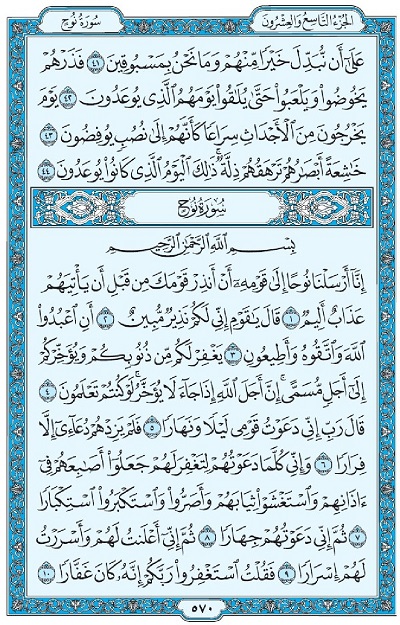 الجزء التاسع والعشرون
سورة نوح
عَلَىٰٓ أَن نُّبَدِّلَ خَيْرًا مِّنْهُمْ وَمَا نَحْنُ بِمَسْبُوقِينَ ٤١ فَذَرْهُمْ
يَخُوضُوا۟ وَيَلْعَبُوا۟ حَتَّىٰ يُلَٰقُوا۟ يَوْمَهُمُ ٱلَّذِى يُوعَدُونَ ٤٢ يَوْمَ
يَخْرُجُونَ مِنَ ٱلْأَجْدَاثِ سِرَاعًا كَأَنَّهُمْ إِلَىٰ نُصُبٍ يُوفِضُونَ ٤٣
خَٰشِعَةً أَبْصَٰرُهُمْ تَرْهَقُهُمْ ذِلَّةٌ ۚ ذَٰلِكَ ٱلْيَوْمُ ٱلَّذِى كَانُوا۟ يُوعَدُونَ ٤٤
سورة نوح
بِسْمِ ٱللَّهِ ٱلرَّحْمَٰنِ ٱلرَّحِيمِ
إِنَّآ أَرْسَلْنَا نُوحًا إِلَىٰ قَوْمِهِۦٓ أَنْ أَنذِرْ قَوْمَكَ مِن قَبْلِ أَن يَأْتِيَهُمْ
عَذَابٌ أَلِيمٌ ١ قَالَ يَٰقَوْمِ إِنِّى لَكُمْ نَذِيرٌ مُّبِينٌ ٢ أَنِ ٱعْبُدُوا۟
ٱللَّهَ وَٱتَّقُوهُ وَأَطِيعُونِ ٣ يَغْفِرْ لَكُم مِّن ذُنُوبِكُمْ وَيُؤَخِّرْكُمْ
إِلَىٰٓ أَجَلٍ مُّسَمًّى ۚ إِنَّ أَجَلَ ٱللَّهِ إِذَا جَآءَ لَا يُؤَخَّرُ ۖ لَوْ كُنتُمْ تَعْلَمُونَ ٤
قَالَ رَبِّ إِنِّى دَعَوْتُ قَوْمِى لَيْلًا وَنَهَارًا ٥ فَلَمْ يَزِدْهُمْ دُعَآءِىٓ إِلَّا
فِرَارًا ٦ وَإِنِّى كُلَّمَا دَعَوْتُهُمْ لِتَغْفِرَ لَهُمْ جَعَلُوٓا۟ أَصَٰبِعَهُمْ فِىٓ
ءَاذَانِهِمْ وَٱسْتَغْشَوْا۟ ثِيَابَهُمْ وَأَصَرُّوا۟ وَٱسْتَكْبَرُوا۟ ٱسْتِكْبَارًا
٧ ثُمَّ إِنِّى دَعَوْتُهُمْ جِهَارًا ٨ ثُمَّ إِنِّىٓ أَعْلَنتُ لَهُمْ وَأَسْرَرْتُ
لَهُمْ إِسْرَارًا ٩ فَقُلْتُ ٱسْتَغْفِرُوا۟ رَبَّكُمْ إِنَّهُۥ كَانَ غَفَّارًا ١٠
٥٧٠